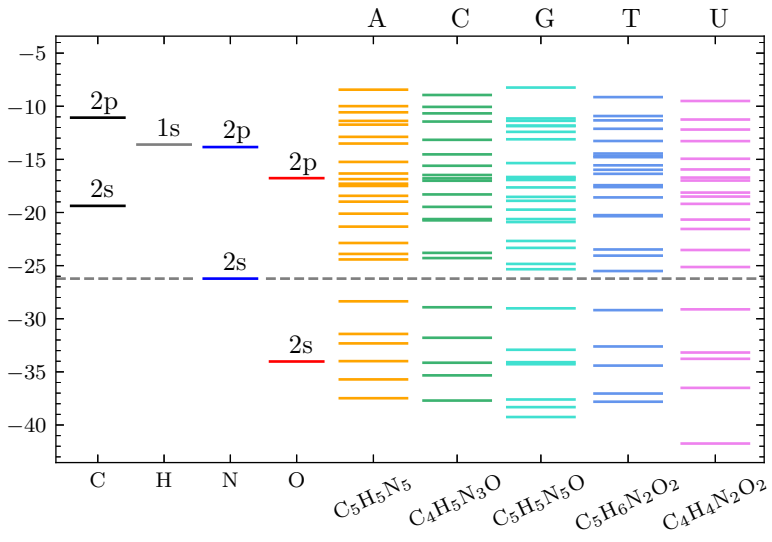 A C G T U
−5
−10
−15
−20
−25
−30
−35
−40
2p
1s
2p
2p
2s
2s
2s
C H N O
C₅H₅N₅ C₄H₅N₃O C₅H₅N₅O C₅H₆N₂O₂ C₄H₄N₂O₂